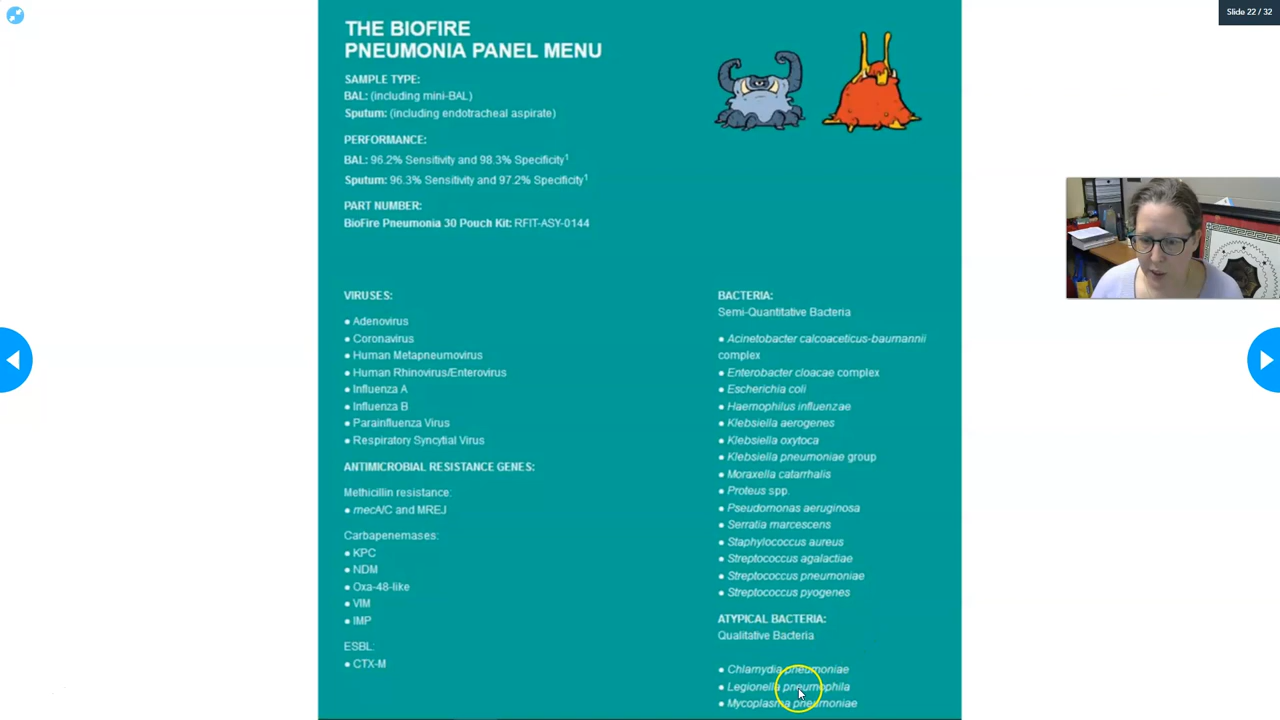 Slide 22 / 32
THE BIOFIRE
PNEUMONIA PANEL MENU
SAMPLE TYPE:
BAL: (including mini-BAL)
Sputum: (including endotracheal aspirate)
PERFORMANCE:
BAL: 96.2% Sensitivity and 98.3% Specificity1
Sputum: 96.3% Sensitivity and 97.2% Specificity1
PART NUMBER:
BioFire Pneumonia 30 Pouch Kit: RFIT-ASY-0144
VIRUSES:
● Adenovirus
● Coronavirus
● Human Metapneumovirus
● Human Rhinovirus/Enterovirus
● Influenza A
● Influenza B
● Parainfluenza Virus
● Respiratory Syncytial Virus
ANTIMICROBIAL RESISTANCE GENES:
Methicillin resistance:
● mecA/C and MREJ
Carbapenemases:
● KPC
● NDM
● Oxa-48-like
● VIM
● IMP
ESBL:
● CTX-M
BACTERIA:
Semi-Quantitative Bacteria
● Acinetobacter calcoaceticus-baumannii
complex
● Enterobacter cloacae complex
● Escherichia coli
● Haemophilus influenzae
● Klebsiella aerogenes
● Klebsiella oxytoca
● Klebsiella pneumoniae group
● Moraxella catarrhalis
● Proteus spp.
● Pseudomonas aeruginosa
● Serratia marcescens
● Staphylococcus aureus
● Streptococcus agalactiae
● Streptococcus pneumoniae
● Streptococcus pyogenes
ATYPICAL BACTERIA:
Qualitative Bacteria
● Chlamydia pneumoniae
● Legionella pneumophila
● Mycoplasma pneumoniae